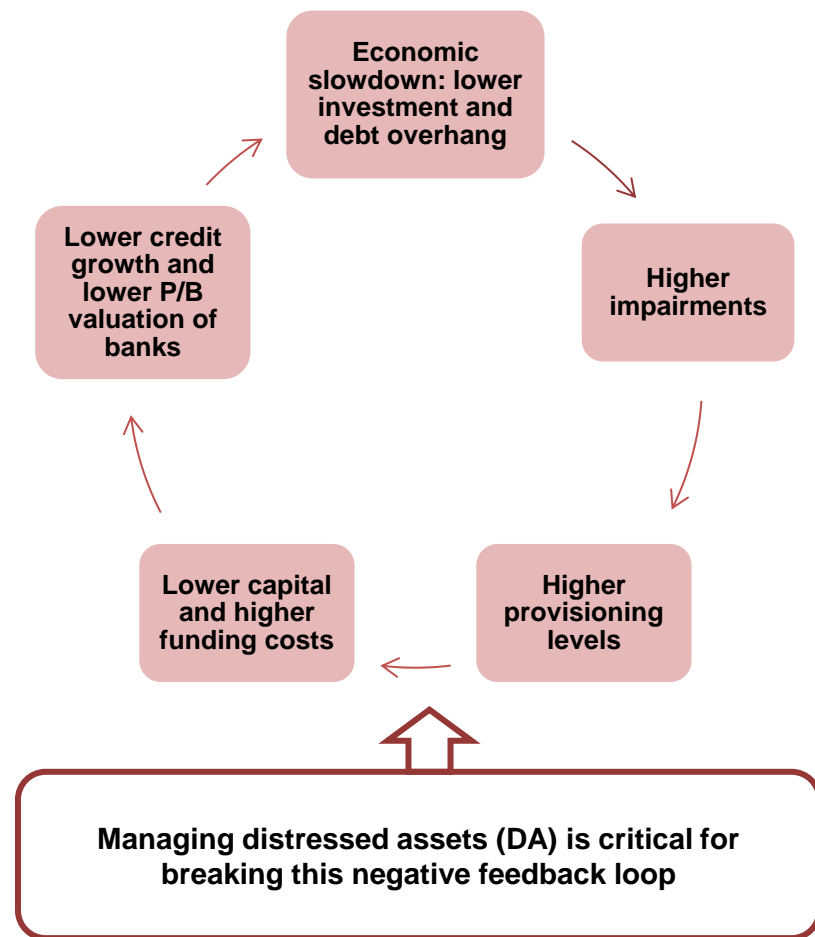 Economic
slowdown: lower
investment and
debt overhang
Higher
impairments
Higher
provisioning
levels
Lower capital
and higher
funding costs
Lower credit
growth and
lower P/B
valuation of
banks
Managing distressed assets (DA) is critical for
breaking this negative feedback loop